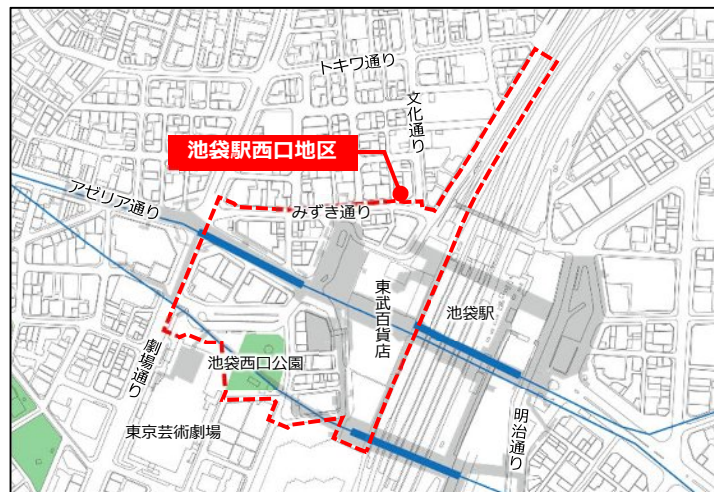 トキワ通り
文化通り
池袋駅西口地区
アゼリア通り
みずき通り
東武百貨店
池袋駅
池袋西口公園
劇場通り
東京芸術劇場
明治通り